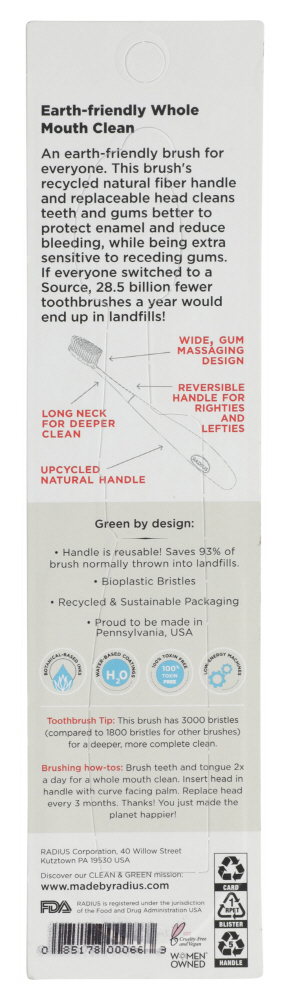 Earth-friendly Whole
Mouth Clean
An earth-friendly brush for
everyone. This brush's
recycled natural fiber handle
and replaceable head cleans
teeth and gums better to
protect enamel and reduce
bleeding, while being extra
sensitive to receding gums.
If everyone switched to a
Source, 28.5 billion fewer
toothbrushes a year would
end up in landfills!
WIDE, GUM
MASSAGING
DESIGN
REVERSIBLE
HANDLE FOR
RIGHTIES
AND
LEFTIES
LONG NECK
FOR DEEPER
CLEAN
RADIUS
UPCYCLED
NATURAL HANDLE
Green by design:
• Handle is reusable! Saves 93% of
brush normally thrown into landfills.
• Bioplastic Bristles
• Recycled & Sustainable Packaging
• Proud to be made in
Pennsylvania, USA
BOTANICAL-BASED INKS
WATER-BASED COATINGS
H2O
100% TOXIN FREE
100%
TOXIN
FREE
LOW-ENERGY MACHINES
Toothbrush Tip: This brush has 3000 bristles
(compared to 1800 bristles for other brushes)
for a deeper, more complete clean.
Brushing how-tos: Brush teeth and tongue 2x
a day for a whole mouth clean. Insert head in
handle with curve facing palm. Replace head
every 3 months. Thanks! You just made the
planet happier!
RADIUS Corporation, 40 Willow Street
Kutztown PA 19530 USA
Discover our CLEAN & GREEN mission:
www.madebyradius.com
FDA
RADIUS is registered under the jurisdiction
of the Food and Drug Administration USA
0 85178 00066 3
Cruelty-Free
and Vegan
WOMEN
OWNED
CARD
1
RPET
BLISTER
5
HANDLE